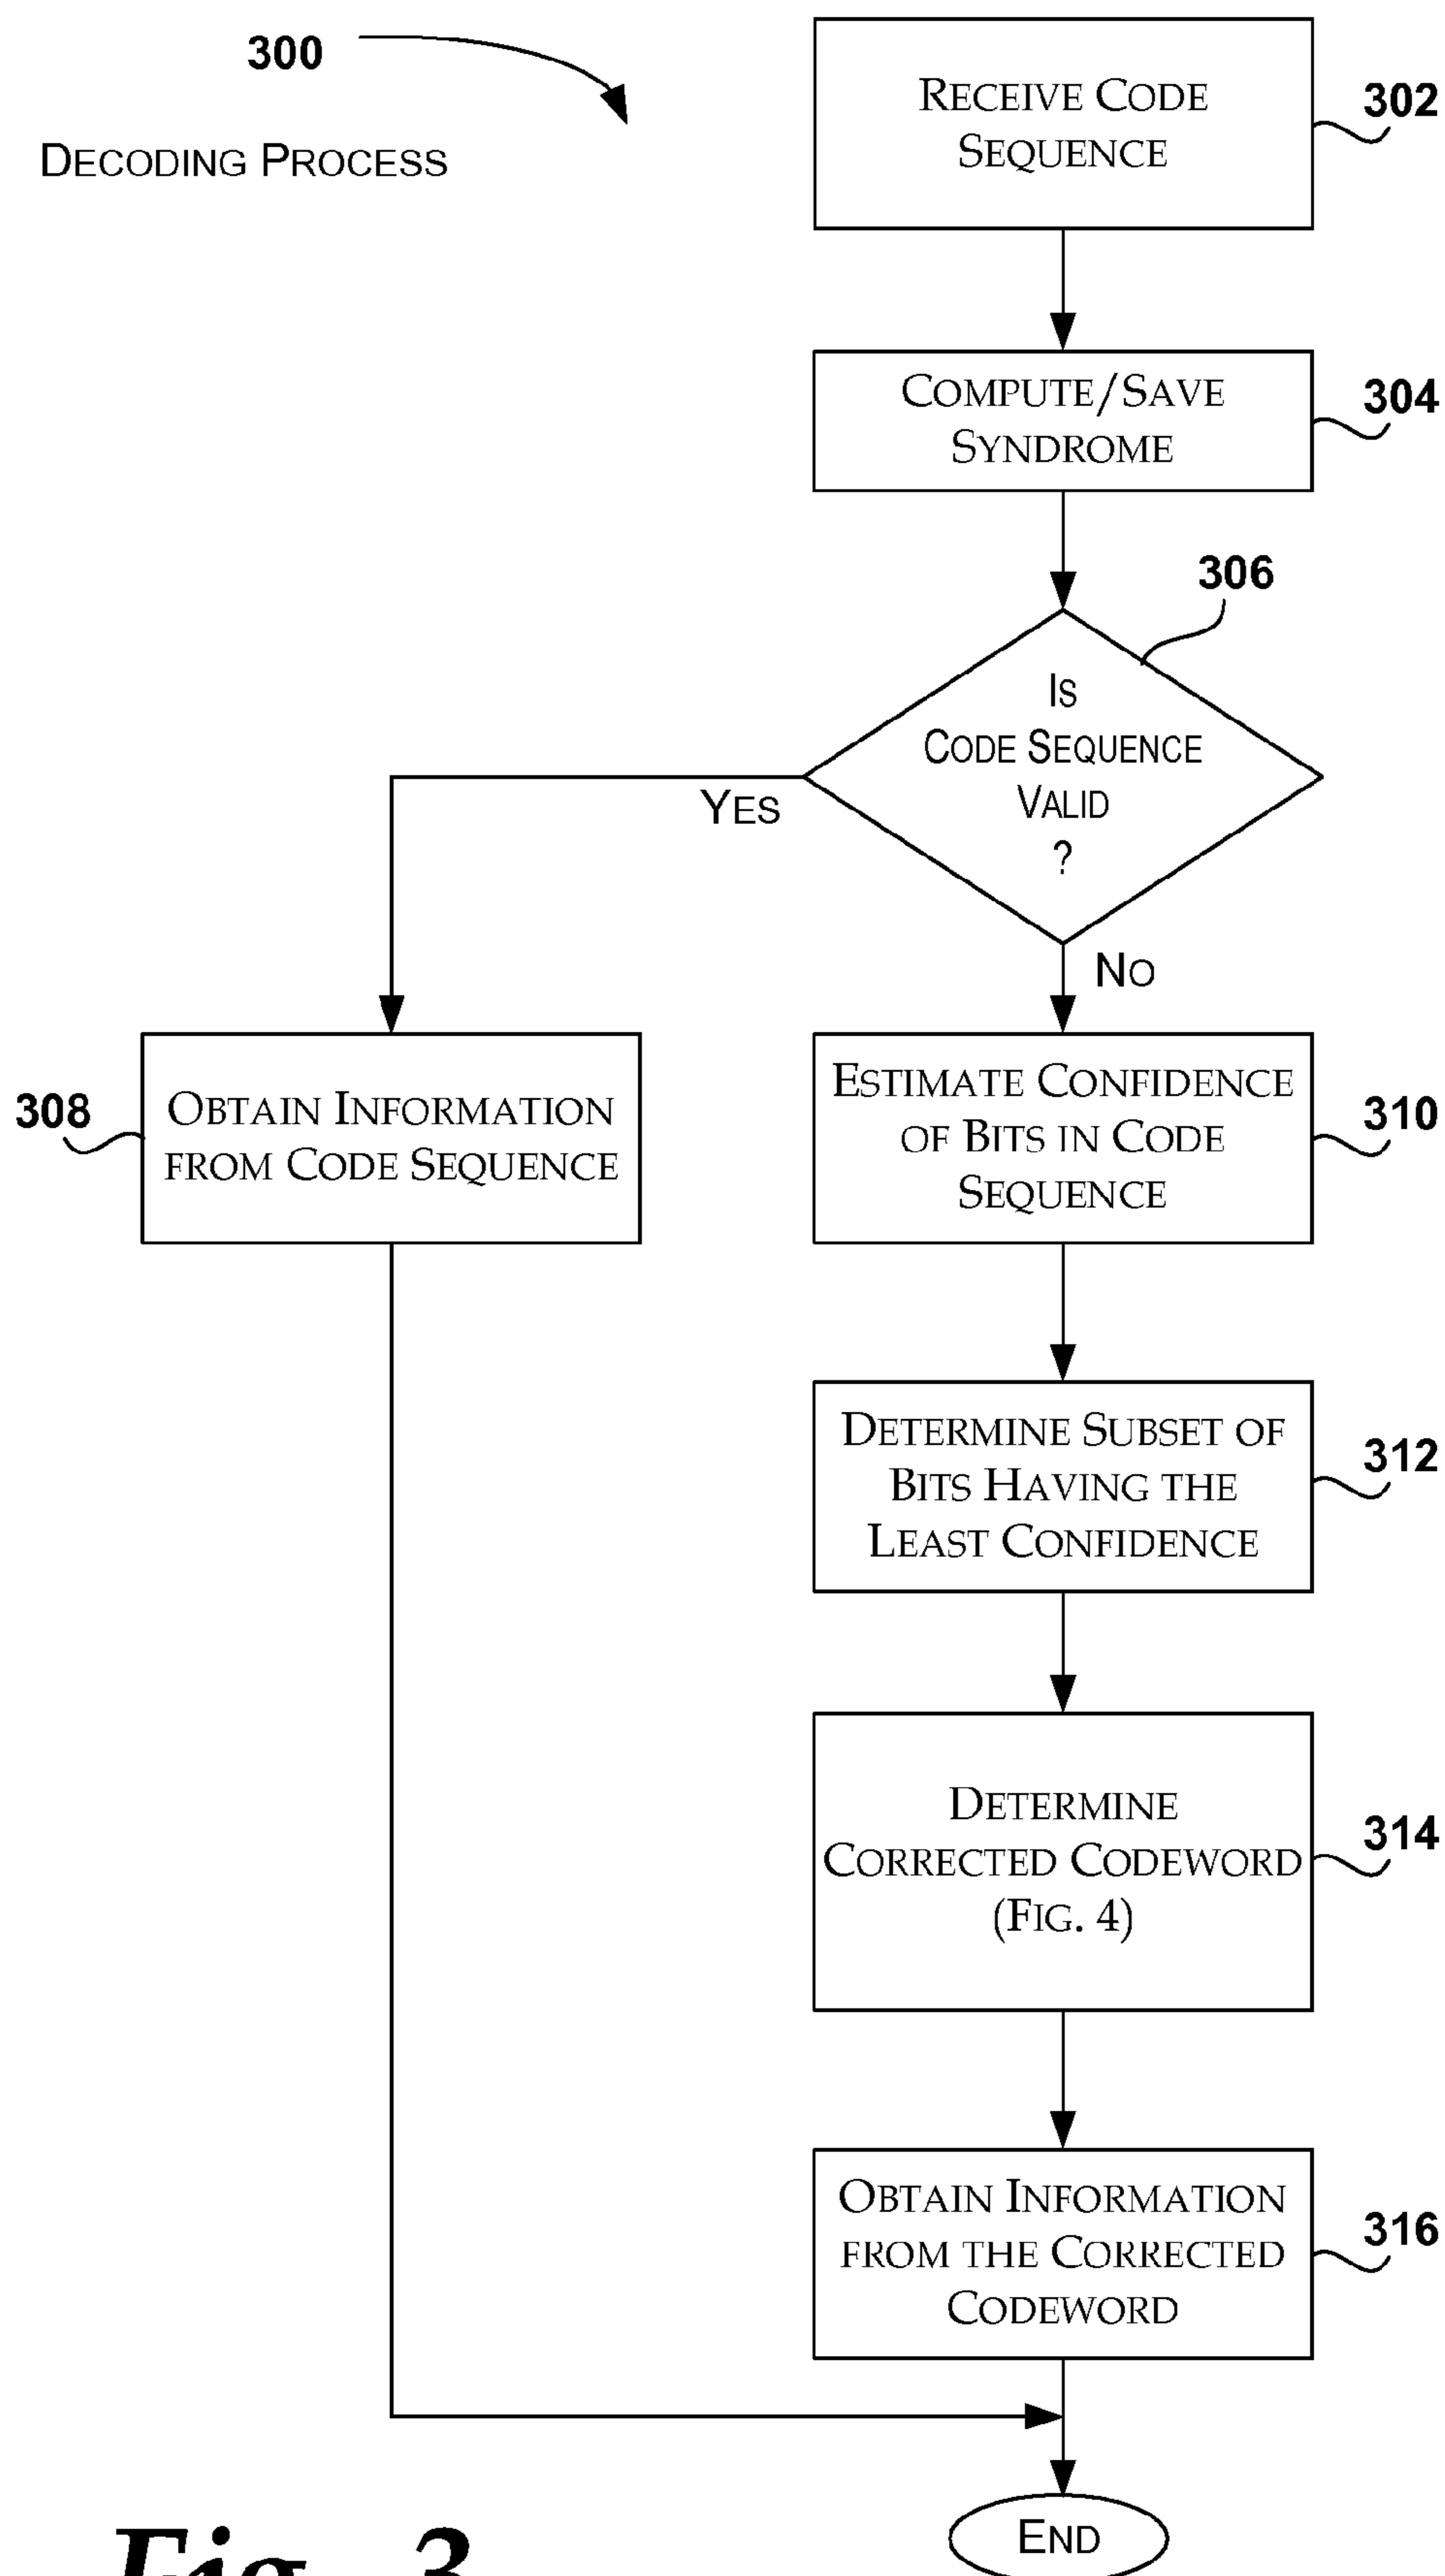 300
DECODING PROCESS
RECEIVE CODE
SEQUENCE
302
COMPUTE/SAVE
SYNDROME
304
306
IS
CODE SEQUENCE
VALID
?
YES
NO
308
OBTAIN INFORMATION
FROM CODE SEQUENCE
ESTIMATE CONFIDENCE
OF BITS IN CODE
SEQUENCE
310
DETERMINE SUBSET OF
BITS HAVING THE
LEAST CONFIDENCE
312
DETERMINE
CORRECTED CODEWORD
(FIG. 4)
314
OBTAIN INFORMATION
FROM THE CORRECTED
CODEWORD
316
END
Fig. 3